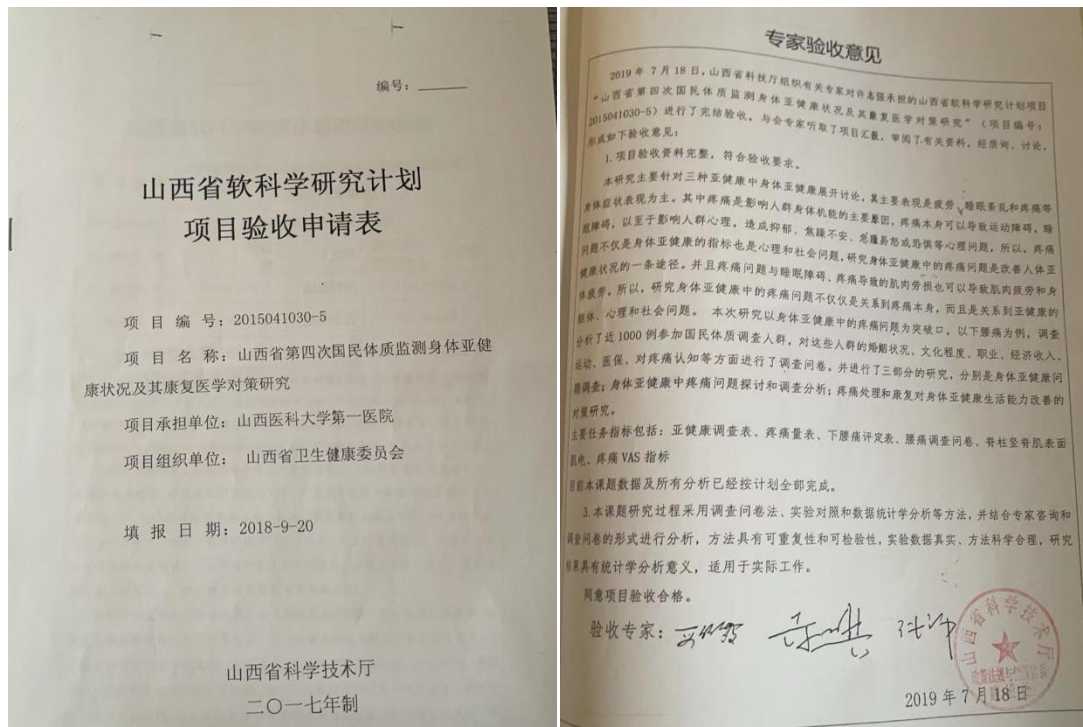 编号：
山西省软科学研究计划
项目验收申请表
项 目 编 号：2015041030-5
项 目 名 称：山西省第四次国民体质监测身体亚健
康状况及其康复医学对策研究
项目承担单位：山西医科大学第一医院
项目组织单位： 山西省卫生健康委员会
填 报 日 期：2018-9-20
山西省科学技术厅
二〇一七年制
专家验收意见
2019 年 7 月 18 日，山西省科技厅组织有关专家对许志强承担的山西省软科学研究计划项目
“山西省第四次国民体质监测身体亚健康状况及其康复医学对策研究”（项目编号：
2015041030-5）进行了完结验收，与会专家听取了项目汇报，审阅了有关资料，经质询、讨论，
形成如下验收意见：
1.项目验收资料完整，符合验收要求。
本研究主要针对三种亚健康中身体亚健康展开讨论，其主要表现是疲劳、睡眠紊乱和疼痛等
身体症状表现为主。其中疼痛是影响人群身体机能的主要原因，疼痛本身可以导致运动障碍，睡
眠障碍，以至于影响人群心理，造成抑郁、焦躁不安、急躁易怒或恐惧等心理问题，所以，疼痛
问题不仅是身体亚健康的指标也是心理和社会问题，研究身体亚健康中的疼痛问题是改善人体亚
健康状况的一条途径。并且疼痛问题与睡眠障碍、疼痛导致的肌肉劳损也可以导致肌肉疲劳和身
体疲劳。所以，研究身体亚健康中的疼痛问题不仅仅是关系到疼痛本身，而且是关系到亚健康的
躯体、心理和社会问题。 本次研究以身体亚健康中的疼痛问题为突破口，以下腰痛为例，调查
分析了近1000 例参加国民体质调查人群，对这些人群的婚姻状况、文化程度、职业、经济收入、
运动、医保、对疼痛认知等方面进行了调查问卷。并进行了三部分的研究，分别是身体亚健康问
题调查；身体亚健康中疼痛问题探讨和调查分析；疼痛处理和康复对身体亚健康生活能力改善的
对策研究。
主要任务指标包括：亚健康调查表、疼痛量表、下腰痛评定表、腰痛调查问卷、脊柱竖脊肌表面
肌电、疼痛 VAS 指标
目前本课题数据及所有分析已经按计划全部完成。
3.本课题研究过程采用调查问卷法、实验对照和数据统计学分析等方法，并结合专家咨询和
调查问卷的形式进行分析，方法具有可重复性和可检验性，实验数据真实、方法科学合理，研究
结果具有统计学分析意义，适用于实际工作。
同意项目验收合格。
验收专家：
山西省科学技术厅
2019 年 7 月 18 日